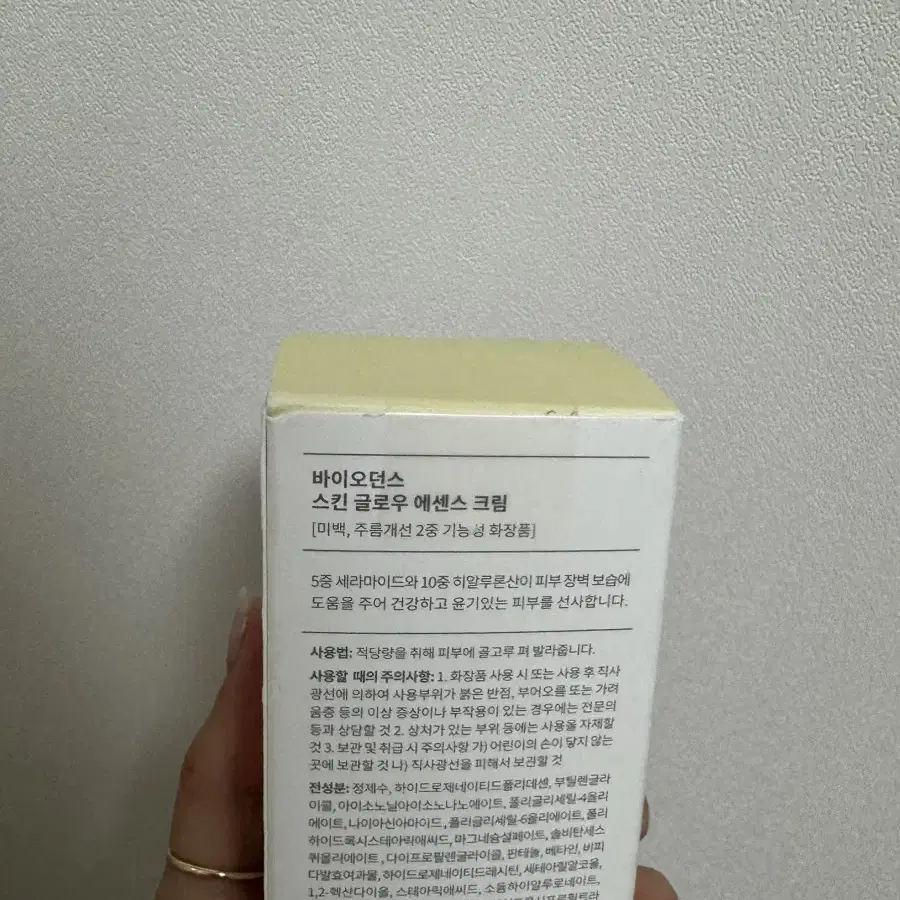 바이오던스
스킨 글로우 에센스 크림
[미백, 주름개선 2중 기능성 화장품]
5중 세라마이드와 10중 히알루론산이 피부 장벽 보습에
도움을 주어 건강하고 윤기있는 피부를 선사합니다.
사용법: 적당량을 취해 피부에 골고루 펴 발라줍니다.
사용할 때의 주의사항: 1. 화장품 사용 시 또는 사용 후 직사
광선에 의하여 사용부위가 붉은 반점, 부어오름 또는 가려
움증 등의 이상 증상이나 부작용이 있는 경우에는 전문의
등과 상담할 것 2. 상처가 있는 부위 등에는 사용을 자제할
것 3. 보관 및 취급 시 주의사항 가) 어린이의 손이 닿지 않는
곳에 보관할 것 나) 직사광선을 피해서 보관할 것
전성분: 정제수, 하이드로제네이티드폴리데센, 부틸렌글라
이콜, 아이소노닐아이소노나노에이트, 폴리글리세릴-4올리
에이트, 나이아신아마이드, 폴리글리세릴-6올리에이트, 폴리
하이드록시스테아릭애씨드, 마그네슘설페이트, 솔비탄세스
퀴올리에이트, 다이프로필렌글라이콜, 판테놀, 베타인, 비피
다발효여과물, 하이드로제네이티드레시틴, 세테아릴알코올,
1,2-헥산다이올, 스테아릭애씨드, 소듐하이알루로네이트,